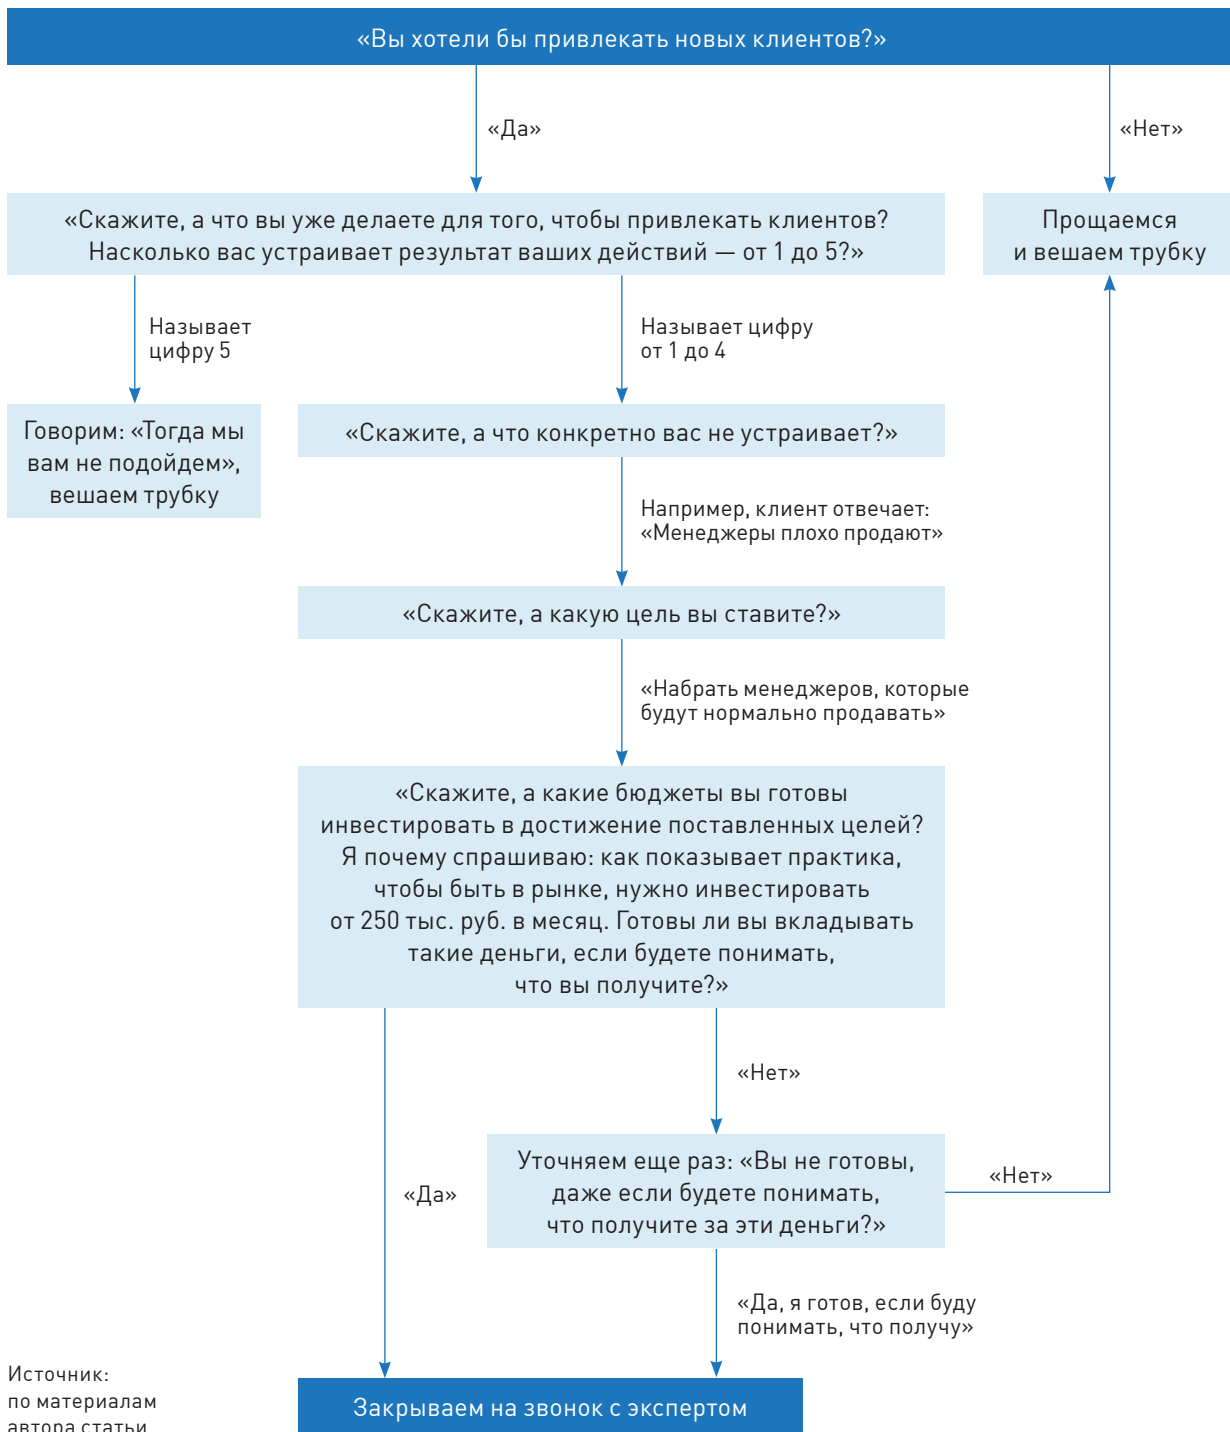 «Вы хотели бы привлекать новых клиентов?»
«Да»
«Нет»
«Скажите, а что вы уже делаете для того, чтобы привлекать клиентов?
Насколько вас устраивает результат ваших действий — от 1 до 5?»
Прощаемся
и вешаем трубку
Называет
цифру 5
Называет цифру
от 1 до 4
Говорим: «Тогда мы
вам не подойдем»,
вешаем трубку
«Скажите, а что конкретно вас не устраивает?»
Например, клиент отвечает:
«Менеджеры плохо продают»
«Скажите, а какую цель вы ставите?»
«Набрать менеджеров, которые
будут нормально продавать»
«Скажите, а какие бюджеты вы готовы
инвестировать в достижение поставленных целей?
Я почему спрашиваю: как показывает практика,
чтобы быть в рынке, нужно инвестировать
от 250 тыс. руб. в месяц. Готовы ли вы вкладывать
такие деньги, если будете понимать,
что вы получите?»
«Нет»
Уточняем еще раз: «Вы не готовы,
даже если будете понимать,
что получите за эти деньги?»
«Нет»
«Да»
«Да, я готов, если буду
понимать, что получу»
Источник:
по материалам
автора статьи
Закрываем на звонок с экспертом